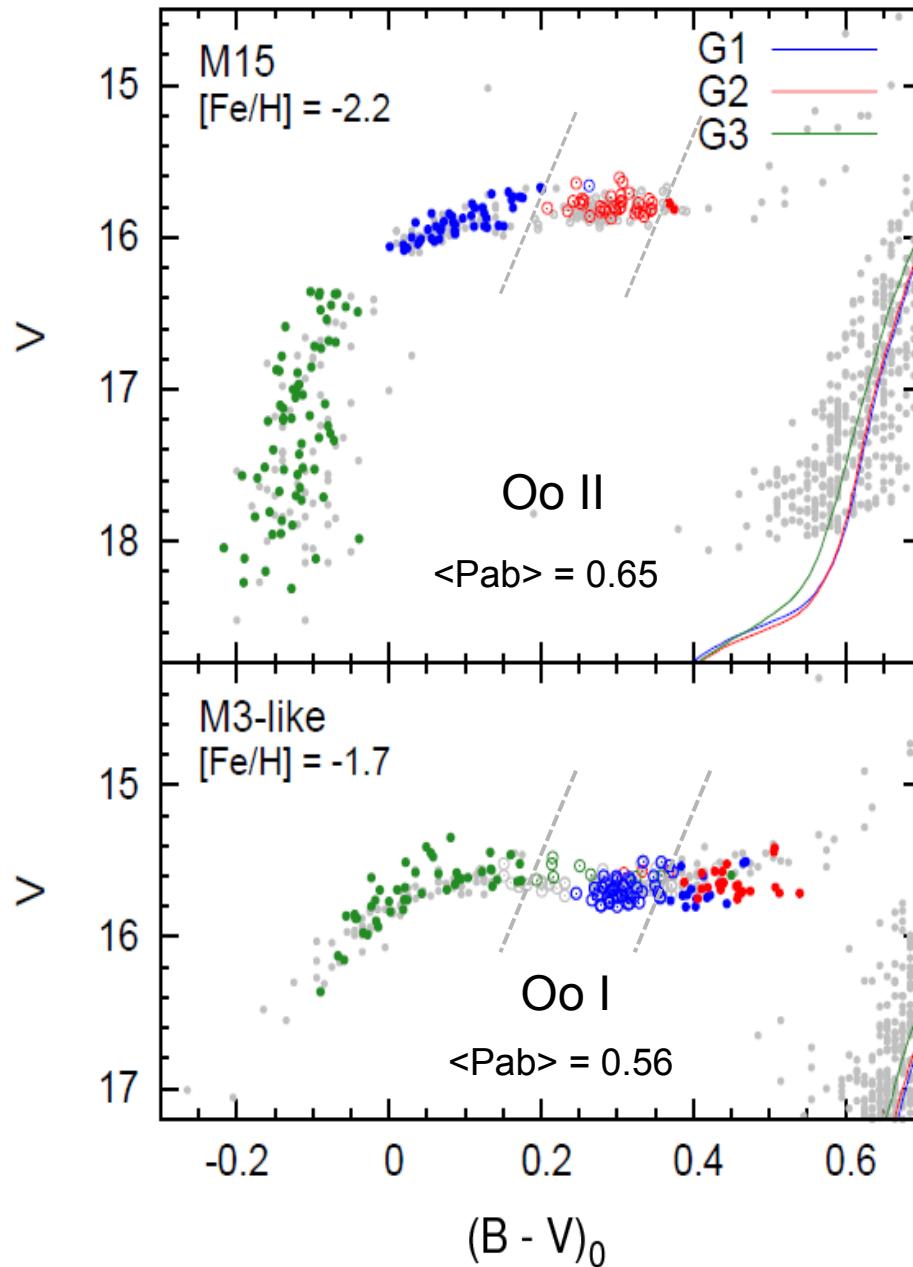 M15
[Fe/H] = -2.2
G1
G2
G3
15
16
17
18
V
Oo II
<Pab> = 0.65
M3-like
[Fe/H] = -1.7
15
16
17
V
Oo I
<Pab> = 0.56
-0.2 0 0.2 0.4 0.6
(B - V)₀